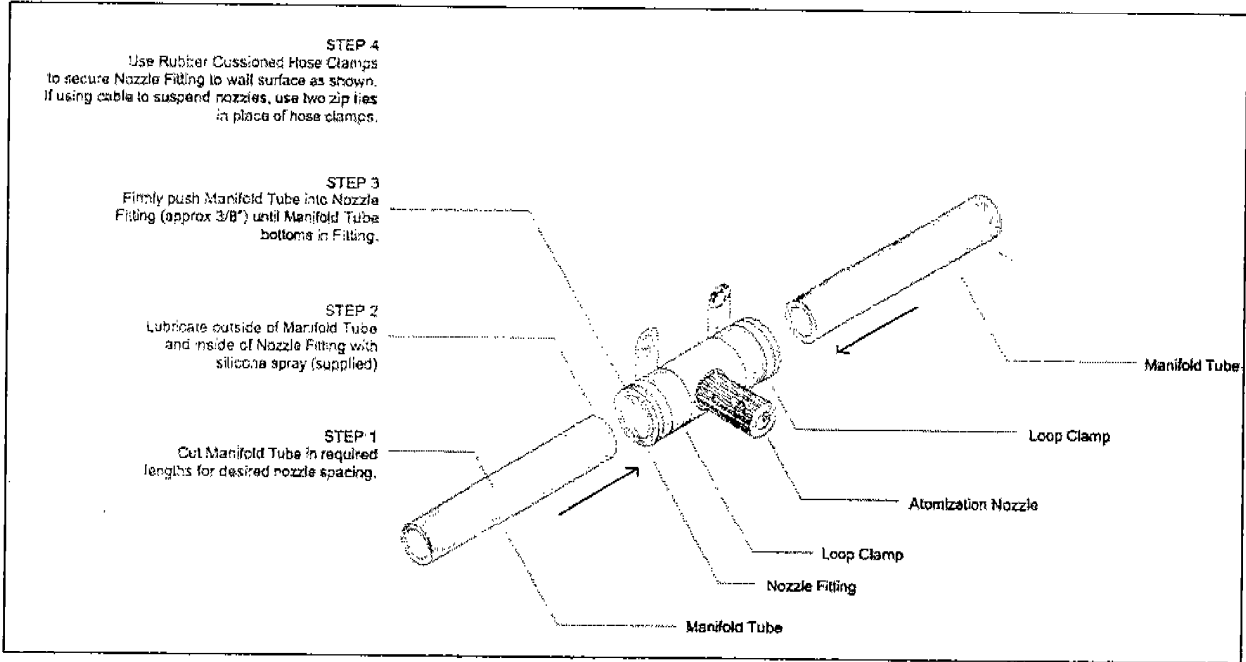 STEP 4
Use Rubber Cussioned Hose Clamps
to secure Nozzle Fitting to wall surface as shown.
If using cable to suspend nozzles, use two zip ties
in place of hose clamps.
STEP 3
Firmly push Manifold Tube into Nozzle
Fitting (approx 3/8") until Manifold Tube
bottoms in Fitting.
STEP 2
Lubricate outside of Manifold Tube
and inside of Nozzle Fitting with
silicone spray (supplied)
STEP 1
Cut Manifold Tube in required
lengths for desired nozzle spacing.
Manifold Tube
Loop Clamp
Atomization Nozzle
Loop Clamp
Nozzle Fitting
Manifold Tube